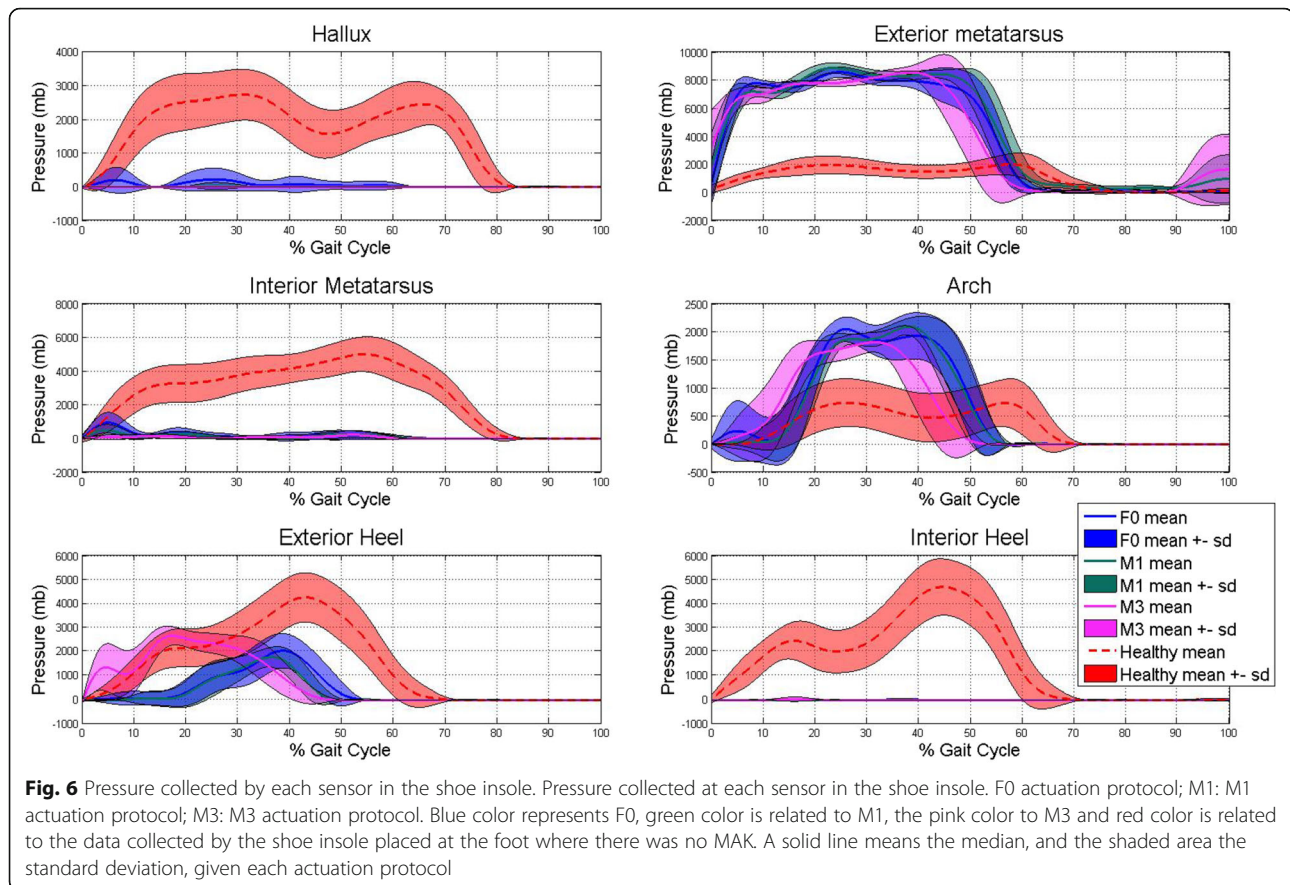 Hallux
4000
3000
2000
1000
0
-1000
Pressure (mb)
0 10 20 30 40 50 60 70 80 90 100
% Gait Cycle
Exterior metatarsus
10000
8000
6000
4000
2000
0
-2000
Pressure (mb)
0 10 20 30 40 50 60 70 80 90 100
% Gait Cycle
Interior Metatarsus
8000
6000
4000
2000
0
-2000
Pressure (mb)
0 10 20 30 40 50 60 70 80 90 100
% Gait Cycle
Arch
2500
2000
1500
1000
500
0
-500
Pressure (mb)
0 10 20 30 40 50 60 70 80 90 100
% Gait Cycle
Exterior Heel
6000
5000
4000
3000
2000
1000
0
-1000
Pressure (mb)
0 10 20 30 40 50 60 70 80 90 100
% Gait Cycle
Interior Heel
6000
5000
4000
3000
2000
1000
0
-1000
Pressure (mb)
0 10 20 30 40 50 60 70 80 90 100
% Gait Cycle
F0 mean
F0 mean +- sd
M1 mean
M1 mean +- sd
M3 mean
M3 mean +- sd
Healthy mean
Healthy mean +- sd
Fig. 6 Pressure collected by each sensor in the shoe insole. Pressure collected at each sensor in the shoe insole. F0 actuation protocol; M1: M1
actuation protocol; M3: M3 actuation protocol. Blue color represents F0, green color is related to M1, the pink color to M3 and red color is related
to the data collected by the shoe insole placed at the foot where there was no MAK. A solid line means the median, and the shaded area the
standard deviation, given each actuation protocol